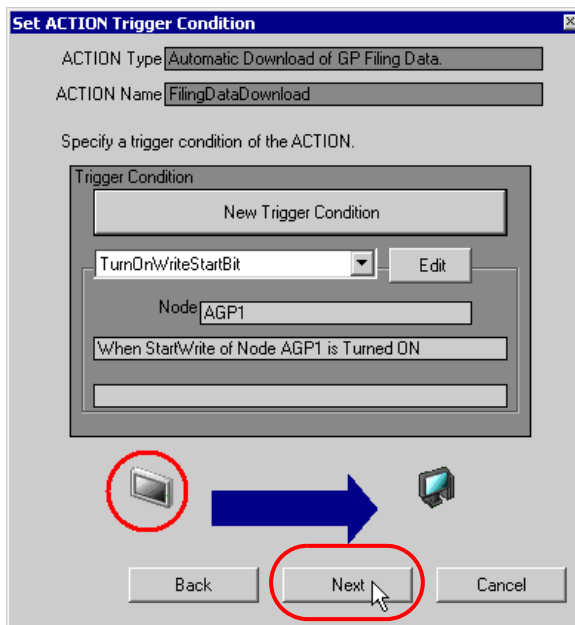 Set ACTION Trigger Condition
ACTION Type Automatic Download of GP Filing Data.
ACTION Name FilingDataDownload
Specify a trigger condition of the ACTION.
Trigger Condition
New Trigger Condition
TurnOnWriteStartBit Edit
Node AGP1
When StartWrite of Node AGP1 is Turned ON
Back Next Cancel